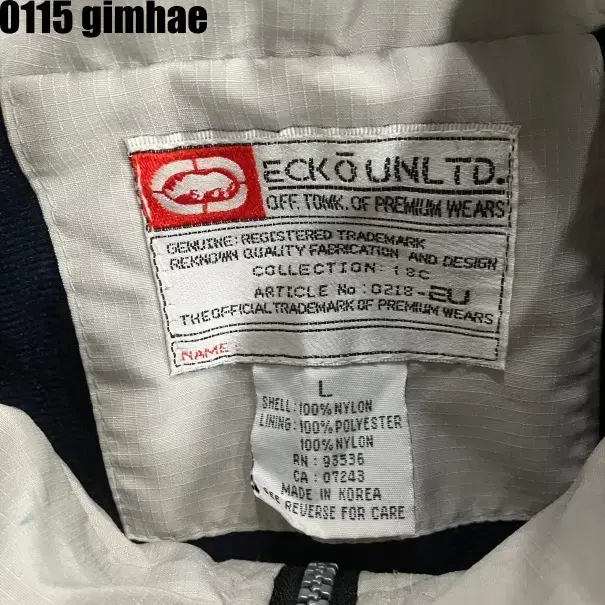 0115 gimhae
ECKŌ UNLTD.
OFF. TDMK. OF PREMIUM WEARS
GENUINE: REGISTERED TRADEMARK
REKNOWN QUALITY FABRICATION AND DESIGN
COLLECTION: 18C
ARTICLE No: 0218-EU
THE OFFICIAL TRADEMARK OF PREMIUM WEARS
NAME
L
SHELL: 100% NYLON
LINING: 100% POLYESTER
100% NYLON
RN : 93536
CA : 07243
MADE IN KOREA
SEE REVERSE FOR CARE